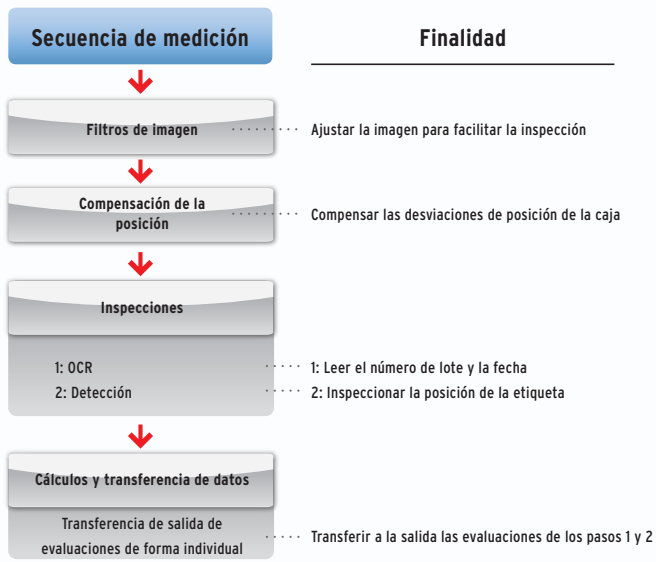 Secuencia de medición
Finalidad
Filtros de imagen
Ajustar la imagen para facilitar la inspección
Compensación de la
posición
Compensar las desviaciones de posición de la caja
Inspecciones
1: OCR
1: Leer el número de lote y la fecha
2: Detección
2: Inspeccionar la posición de la etiqueta
Cálculos y transferencia de datos
Transferencia de salida de
evaluaciones de forma individual
Transferir a la salida las evaluaciones de los pasos 1 y 2